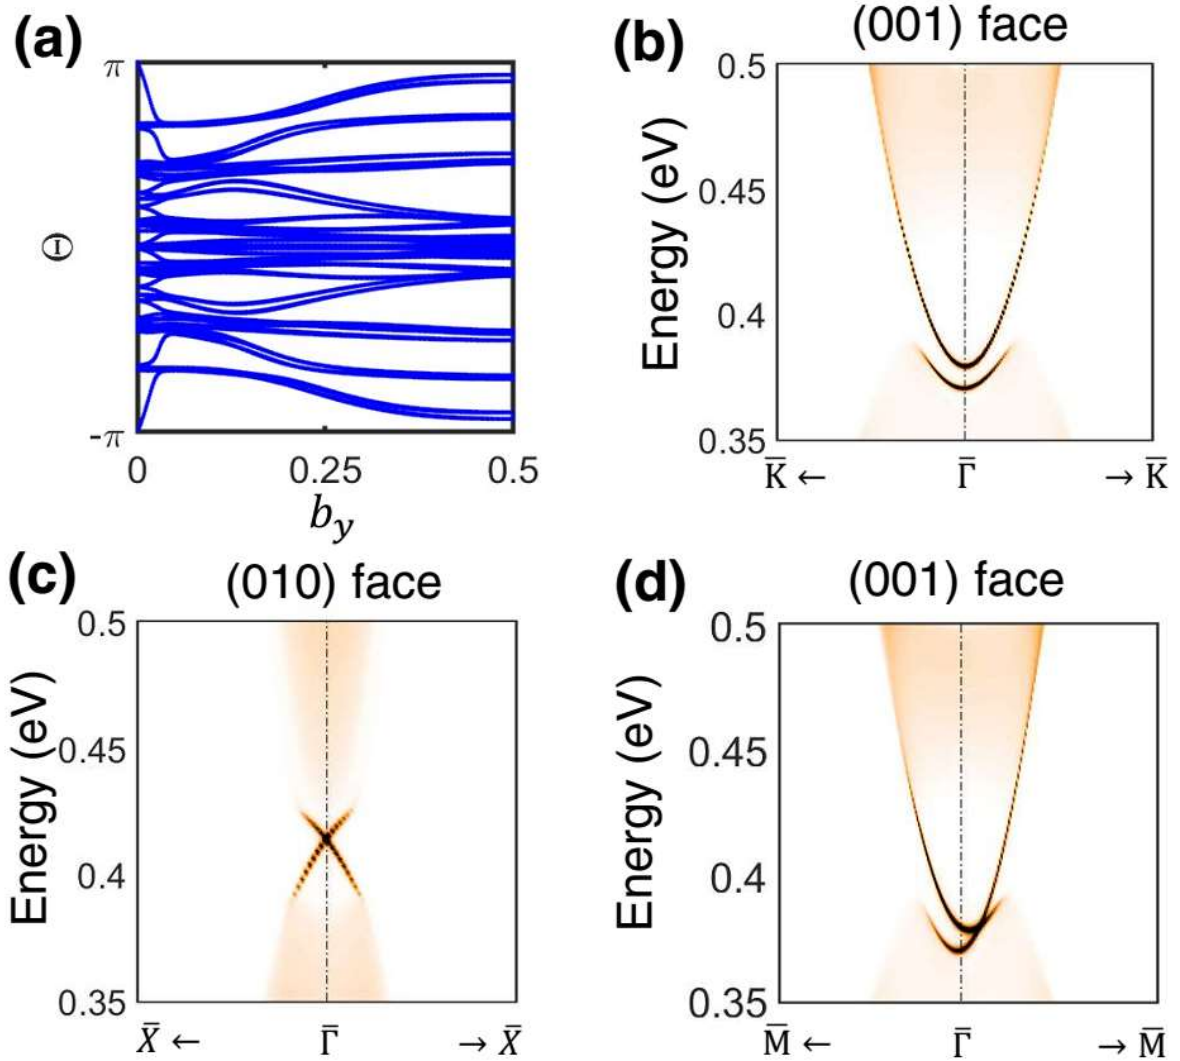 (a)
π
Θ
-π
0 0.25 0.5
b_y
(b)
(001) face
0.5
0.45
0.4
0.35
Energy (eV)
K̅ ← Γ̅ → K̅
(c)
(010) face
0.5
0.45
0.4
0.35
Energy (eV)
X̅ ← Γ̅ → X̅
(d)
(001) face
0.5
0.45
0.4
0.35
Energy (eV)
M̅ ← Γ̅ → M̅